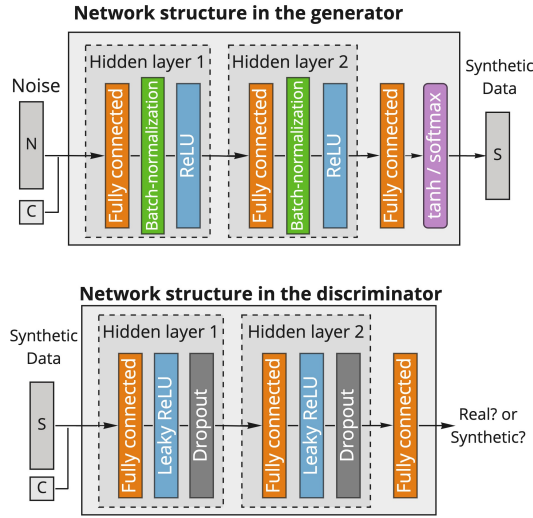 Network structure in the generator
Hidden layer 1
Hidden layer 2
Noise
N
C
Fully connected
Batch-normalization
ReLU
Fully connected
Batch-normalization
ReLU
Fully connected
tanh / softmax
Synthetic
Data
S
Network structure in the discriminator
Hidden layer 1
Hidden layer 2
Synthetic
Data
S
C
Fully connected
Leaky ReLU
Dropout
Fully connected
Leaky ReLU
Dropout
Fully connected
Real? or
Synthetic?